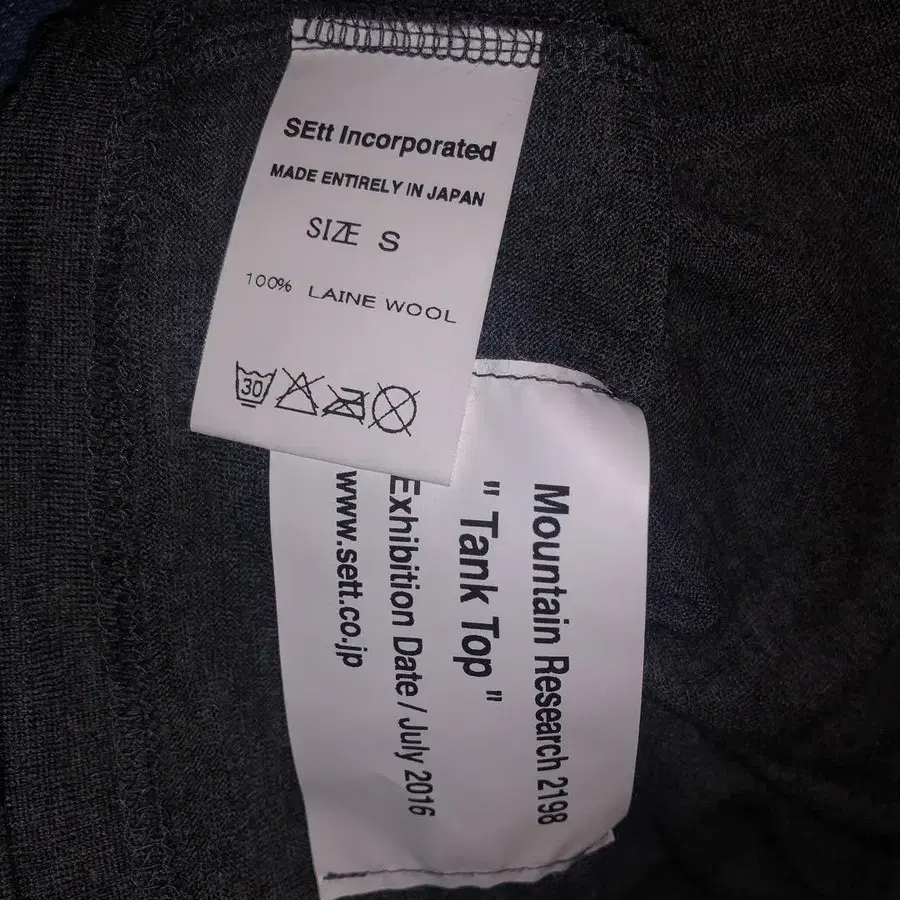 SEtt Incorporated
MADE ENTIRELY IN JAPAN
SIZE S
100% LAINE WOOL
30
Mountain Research 2198
" Tank Top "
Exhibition Date / July 2016
www.sett.co.jp